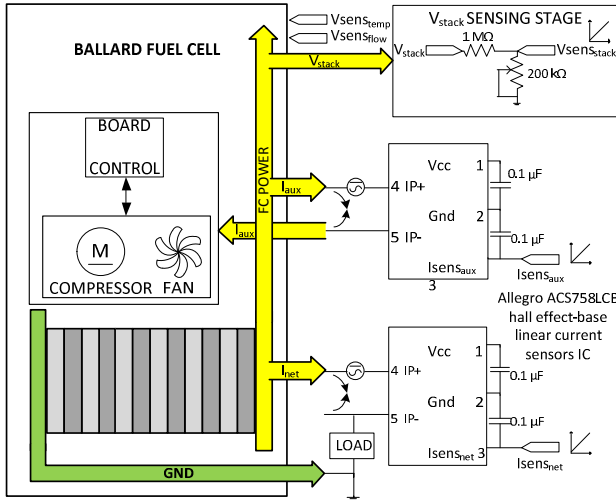 BALLARD FUEL CELL
BOARD
CONTROL
M
COMPRESSOR FAN
FC POWER
GND
Vsens_temp
Vsens_flow
V_stack
I_aux
I_aux
I_net
V_stack SENSING STAGE
1 MΩ
V_stack
Vsens_stack
200 kΩ
Vcc 1
4 IP+
Gnd 2
5 IP-
Isens_aux
3
0.1 µF
0.1 µF
Isens_aux
Allegro ACS758LCB
hall effect-base
linear current
sensors IC
Vcc 1
4 IP+
Gnd 2
5 IP-
Isens_net 3
0.1 µF
0.1 µF
Isens_net
LOAD